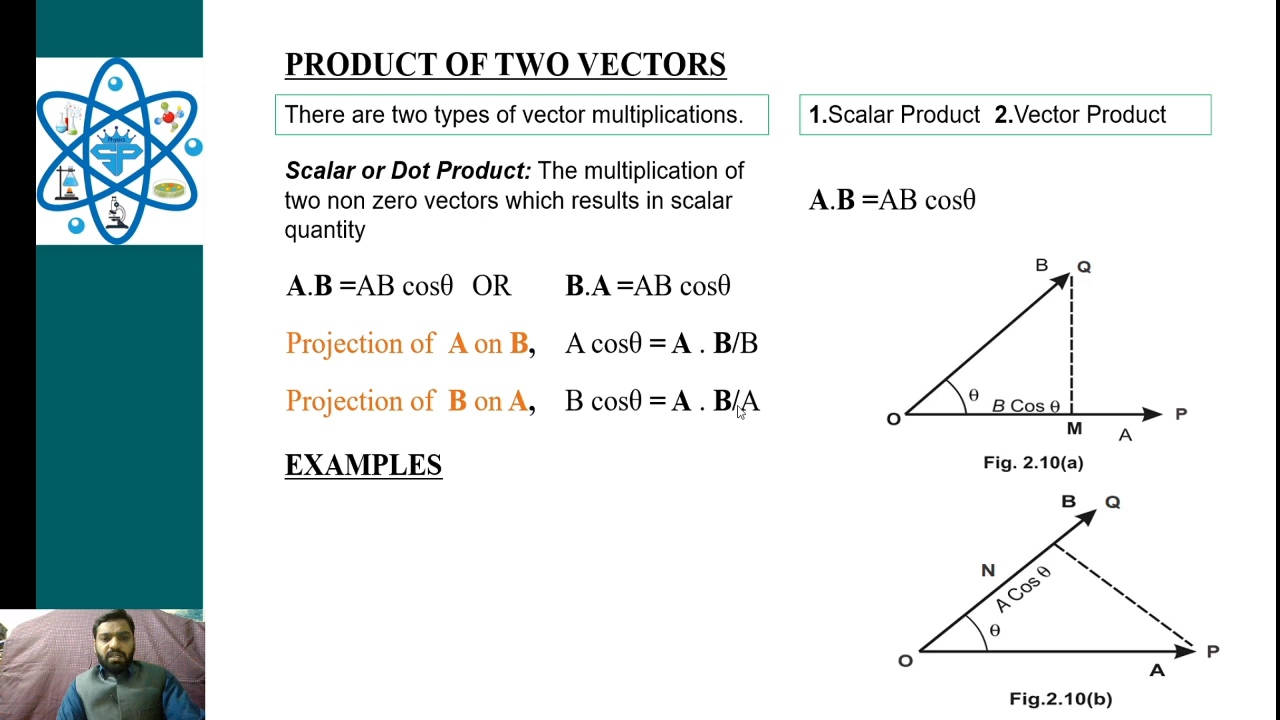 PRODUCT OF TWO VECTORS
There are two types of vector multiplications.
1.Scalar Product 2.Vector Product
Scalar or Dot Product: The multiplication of
two non zero vectors which results in scalar
quantity
A.B =AB cosθ
A.B =AB cosθ OR B.A =AB cosθ
Projection of A on B, A cosθ = A . B/B
Projection of B on A, B cosθ = A . B/A
EXAMPLES
B Q
θ
B Cos θ
O
M
A
P
Fig. 2.10(a)
B Q
N
A Cos θ
θ
O
P
A
Fig.2.10(b)
Physics
SP